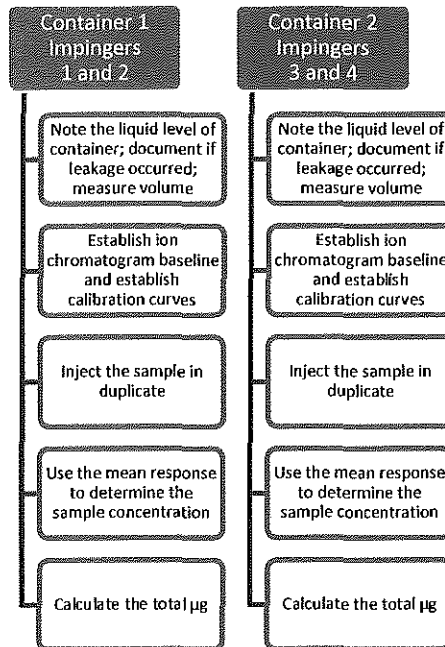 Container 1
Impingers
1 and 2
Note the liquid level of
container; document if
leakage occurred;
measure volume
Establish ion
chromatogram baseline
and establish
calibration curves
Inject the sample in
duplicate
Use the mean response
to determine the
sample concentration
Calculate the total µg
Container 2
Impingers
3 and 4
Note the liquid level of
container; document if
leakage occurred;
measure volume
Establish ion
chromatogram baseline
and establish
calibration curves
Inject the sample in
duplicate
Use the mean response
to determine the
sample concentration
Calculate the total µg